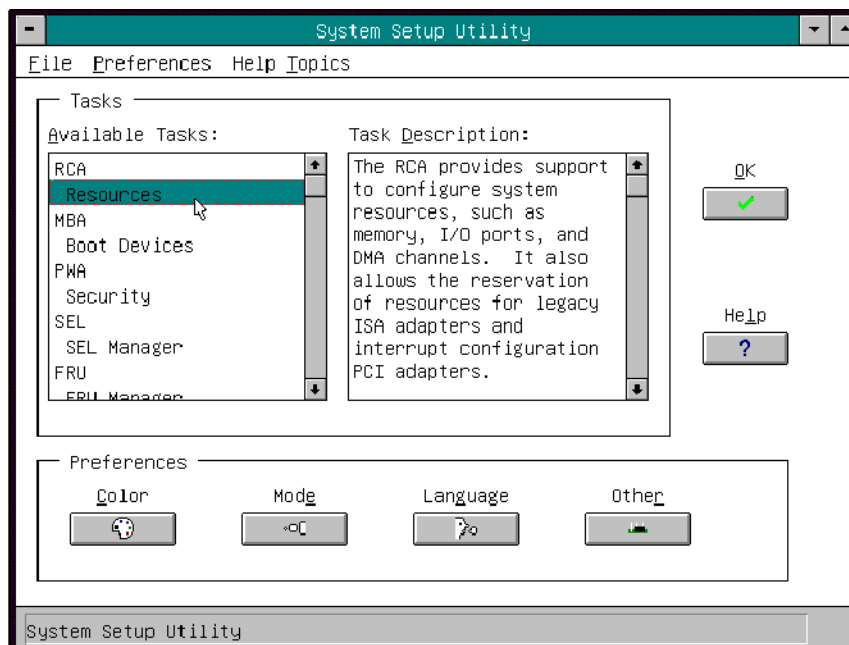 System Setup Utility
File Preferences Help Topics
Tasks
Available Tasks:
RCA
Resources
MBA
Boot Devices
PWA
Security
SEL
SEL Manager
FRU
FRU Manager
Task Description:
The RCA provides support
to configure system
resources, such as
memory, I/O ports, and
DMA channels. It also
allows the reservation
of resources for legacy
ISA adapters and
interrupt configuration
PCI adapters.
OK
Help
?
Preferences
Color
Mode
Language
Other
System Setup Utility